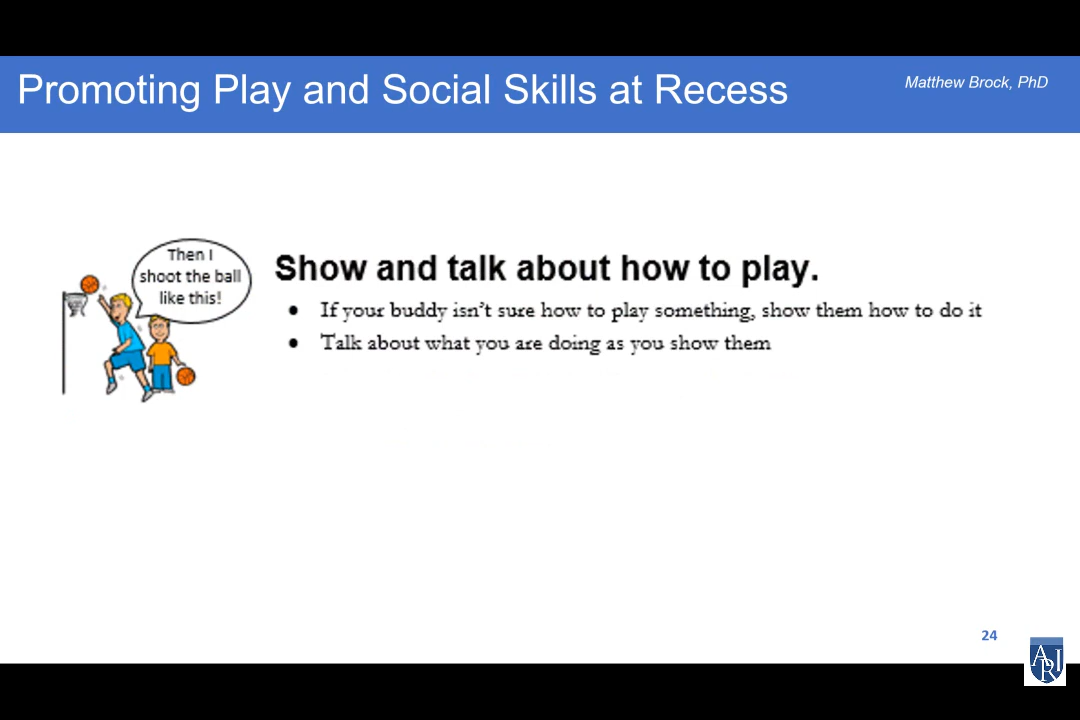 Promoting Play and Social Skills at Recess
Matthew Brock, PhD
Then I
shoot the ball
like this!
Show and talk about how to play.
• If your buddy isn't sure how to play something, show them how to do it
• Talk about what you are doing as you show them
24
ARI